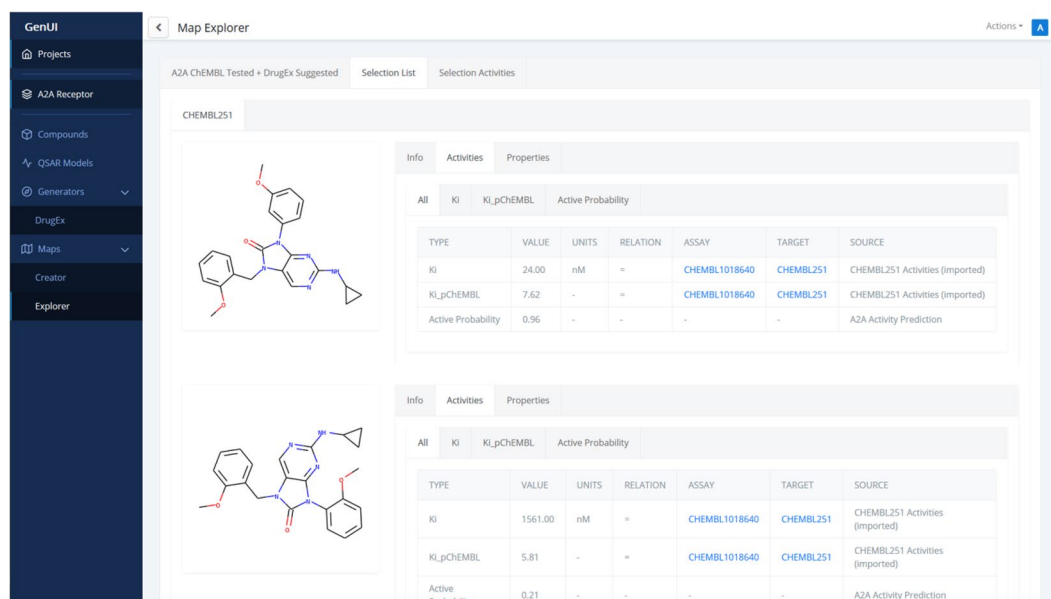 GenUI
Map Explorer
Actions
A
Projects
A2A Receptor
Compounds
QSAR Models
Generators
DrugEx
Maps
Creator
Explorer
A2A ChEMBL Tested + DrugEx Suggested Selection List Selection Activities
CHEMBL251
O
O
N
N
N
N
NH
O
Info Activities Properties
All Ki Ki_pChEMBL Active Probability
TYPE VALUE UNITS RELATION ASSAY TARGET SOURCE
Ki 24.00 nM = CHEMBL1018640 CHEMBL251 CHEMBL251 Activities (imported)
Ki_pChEMBL 7.62 - = CHEMBL1018640 CHEMBL251 CHEMBL251 Activities (imported)
Active Probability 0.96 - - - - A2A Activity Prediction
NH
N
N
O
O
N
N
O
Info Activities Properties
All Ki Ki_pChEMBL Active Probability
TYPE VALUE UNITS RELATION ASSAY TARGET SOURCE
Ki 1561.00 nM = CHEMBL1018640 CHEMBL251 CHEMBL251 Activities
(imported)
Ki_pChEMBL 5.81 - = CHEMBL1018640 CHEMBL251 CHEMBL251 Activities
(imported)
Active
0.21 - - - - A2A Activity Prediction